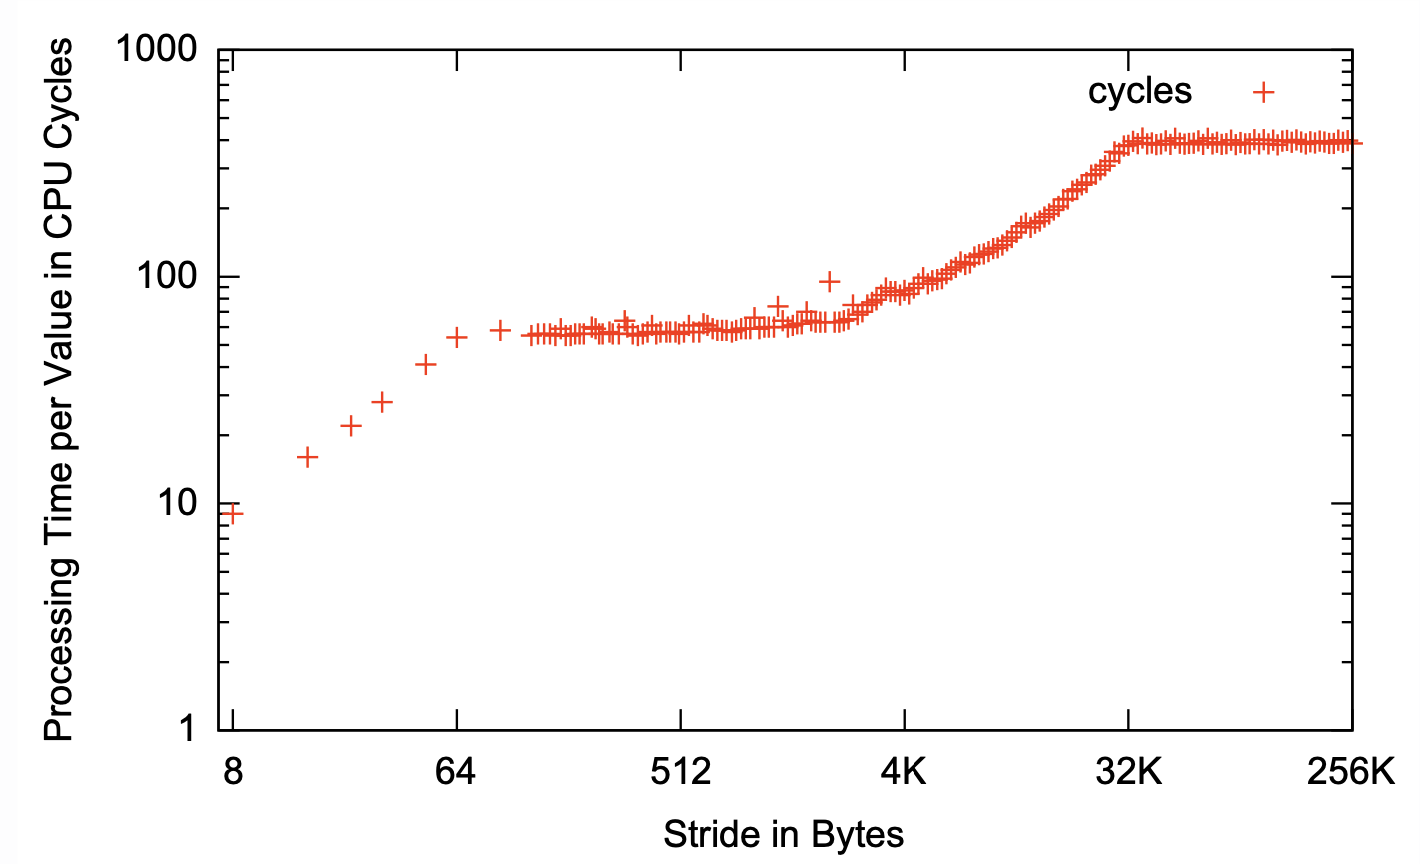 Processing Time per Value in CPU Cycles
1000
100
10
1
cycles
8 64 512 4K 32K 256K
Stride in Bytes